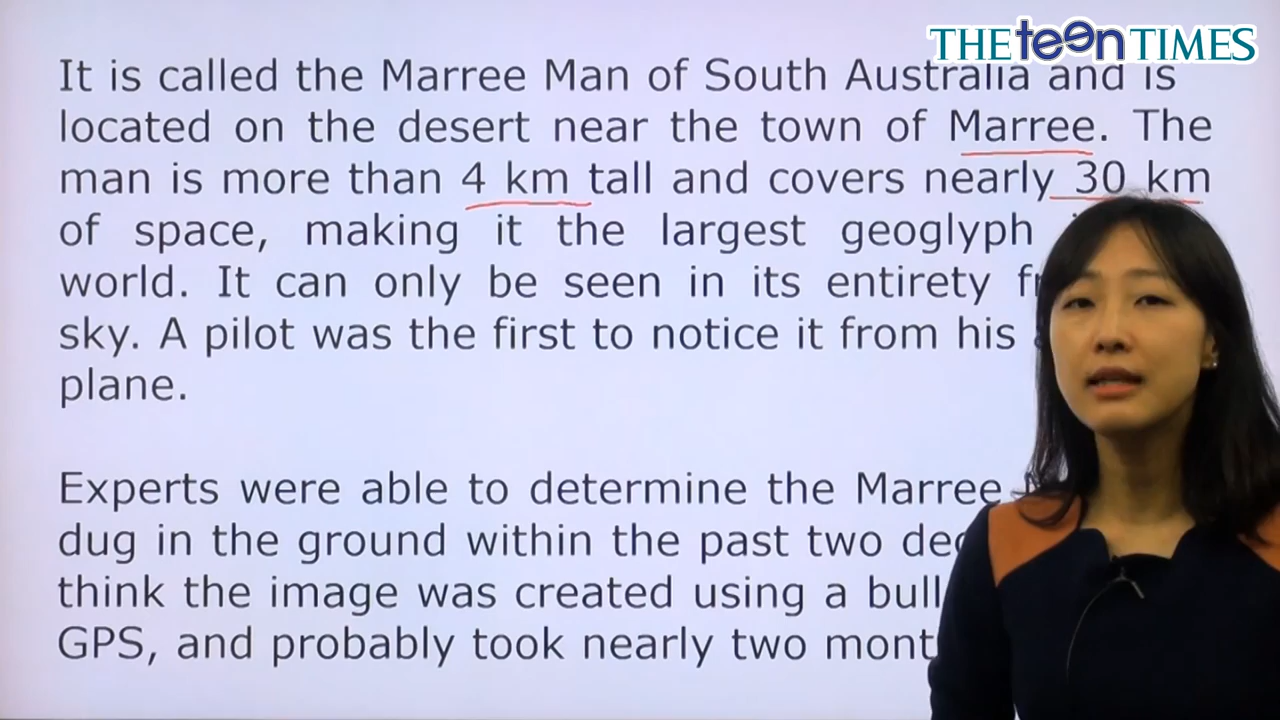 THE teen TIMES
It is called the Marree Man of South Australia and is
located on the desert near the town of Marree. The
man is more than 4 km tall and covers nearly 30 km
of space, making it the largest geoglyph
world. It can only be seen in its entirety
sky. A pilot was the first to notice it from his
plane.
Experts were able to determine the Marree
dug in the ground within the past two
think the image was created using a
GPS, and probably took nearly two